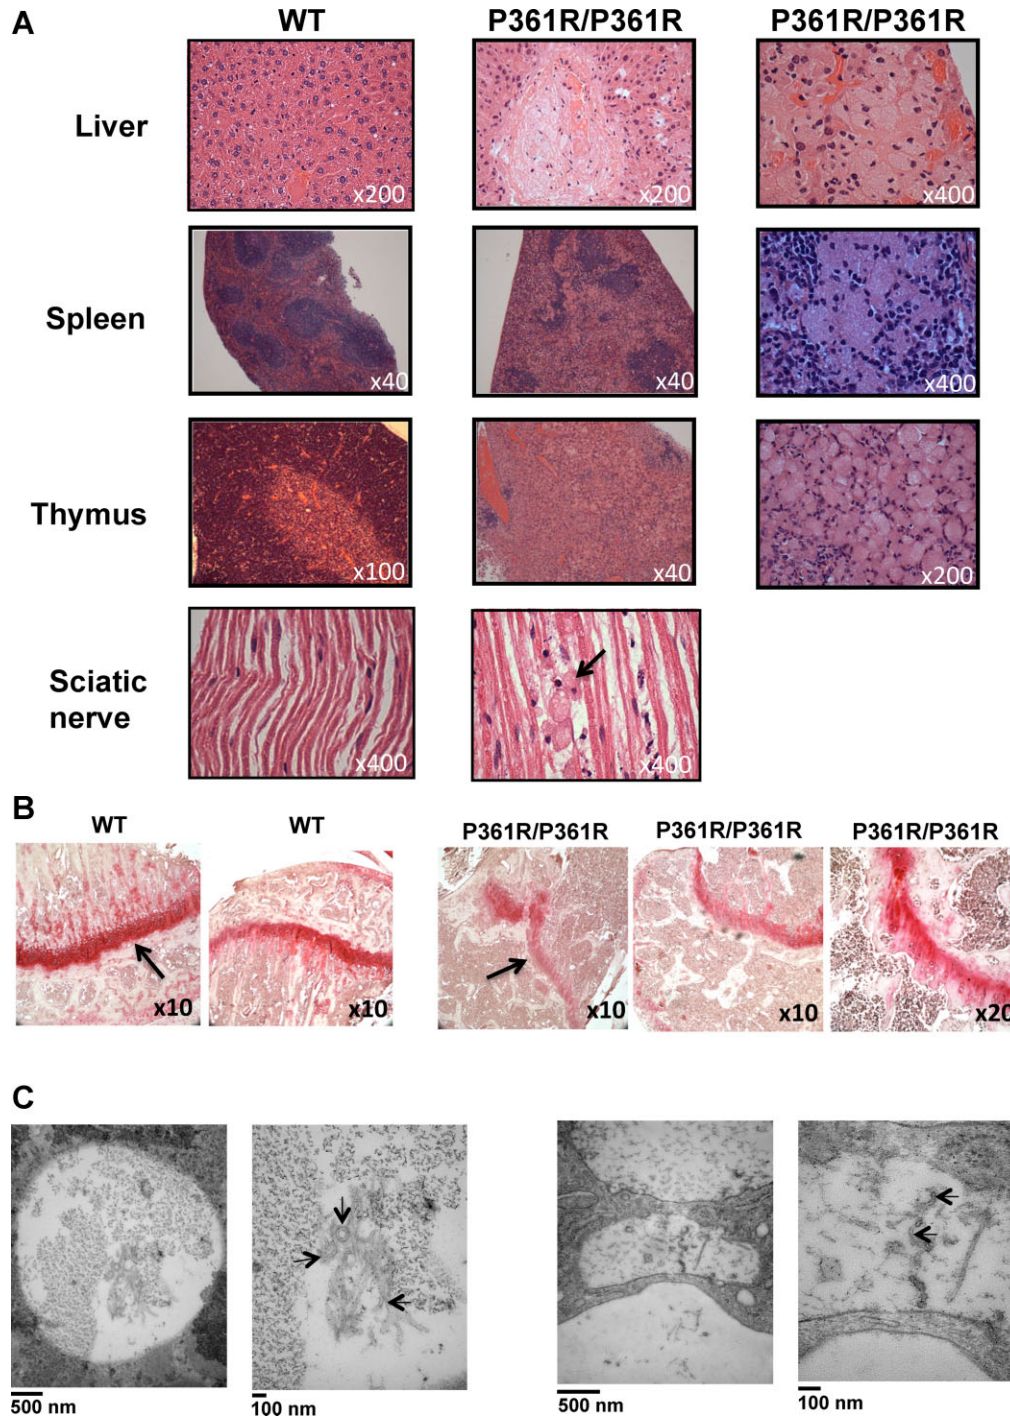 A
WT P361R/P361R P361R/P361R
Liver
x200 x200 x400
Spleen
x40 x40 x400
Thymus
x100 x40 x200
Sciatic
nerve
x400 x400
B
WT WT P361R/P361R P361R/P361R P361R/P361R
x10 x10 x10 x10 x20
C
500 nm 100 nm 500 nm 100 nm